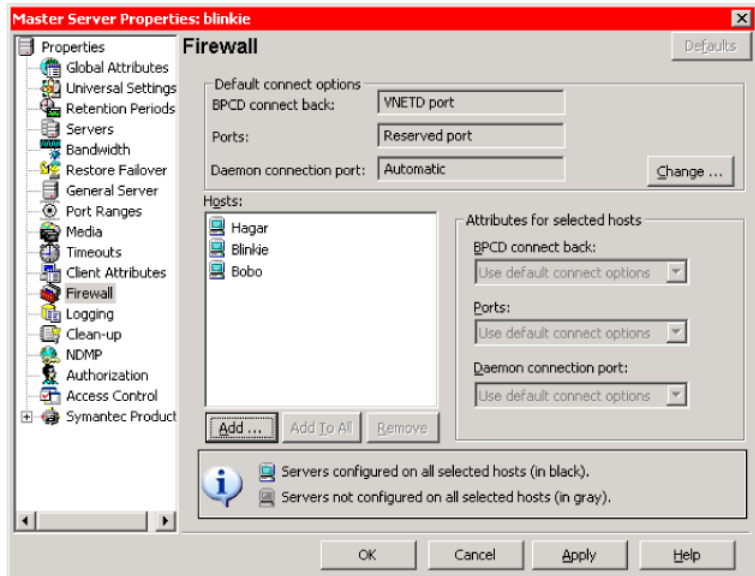 Master Server Properties: blinkie
Properties
Global Attributes
Universal Settings
Retention Periods
Servers
Bandwidth
Restore Failover
General Server
Port Ranges
Media
Timeouts
Client Attributes
Firewall
Logging
Clean-up
NDMP
Authorization
Access Control
Symantec Product
Firewall
Defaults
Default connect options
BPCD connect back: VNETD port
Ports: Reserved port
Daemon connection port: Automatic
Change ...
Hosts:
Hagar
Blinkie
Bobo
Attributes for selected hosts
BPCD connect back:
Use default connect options
Ports:
Use default connect options
Daemon connection port:
Use default connect options
Add ... Add To All Remove
Servers configured on all selected hosts (in black).
Servers not configured on all selected hosts (in gray).
OK Cancel Apply Help